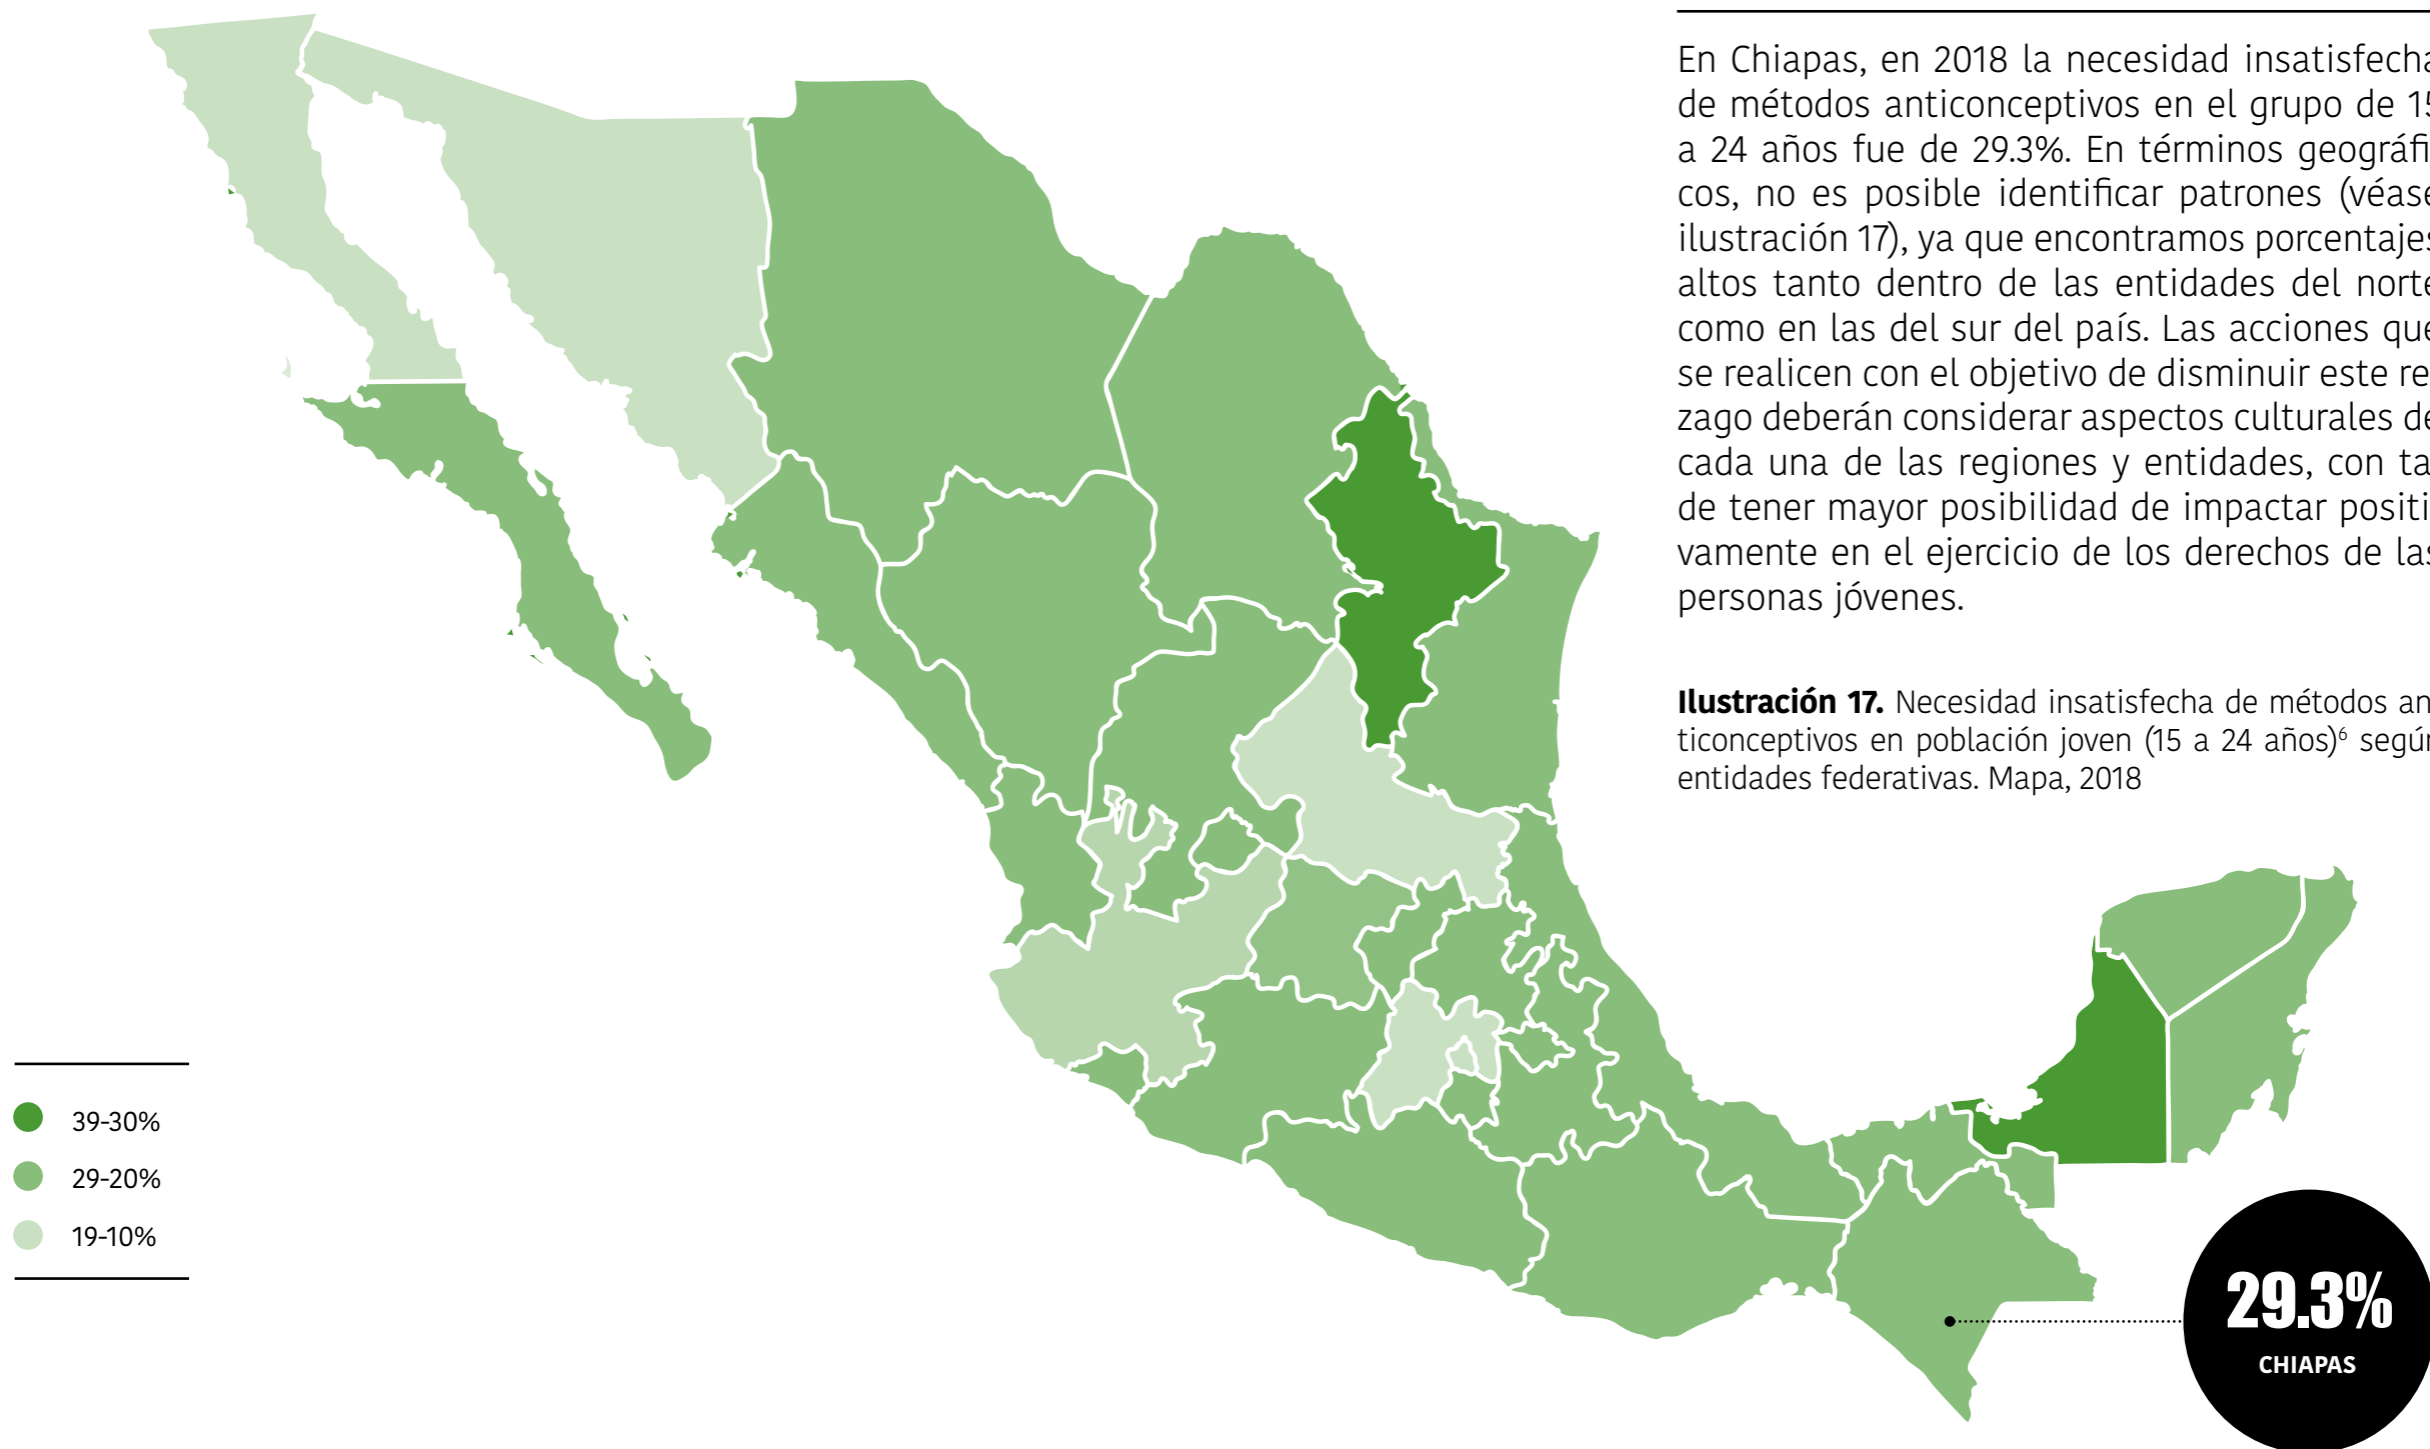 En Chiapas, en 2018 la necesidad insatisfecha
de métodos anticonceptivos en el grupo de 15
a 24 años fue de 29.3%. En términos geográfi
cos, no es posible identificar patrones (véase
ilustración 17), ya que encontramos porcentajes
altos tanto dentro de las entidades del norte
como en las del sur del país. Las acciones que
se realicen con el objetivo de disminuir este re
zago deberán considerar aspectos culturales de
cada una de las regiones y entidades, con tal
de tener mayor posibilidad de impactar positi
vamente en el ejercicio de los derechos de las
personas jóvenes.
Ilustración 17. Necesidad insatisfecha de métodos an
ticonceptivos en población joven (15 a 24 años)⁶ según
entidades federativas. Mapa, 2018
39-30%
29-20%
19-10%
29.3%
CHIAPAS